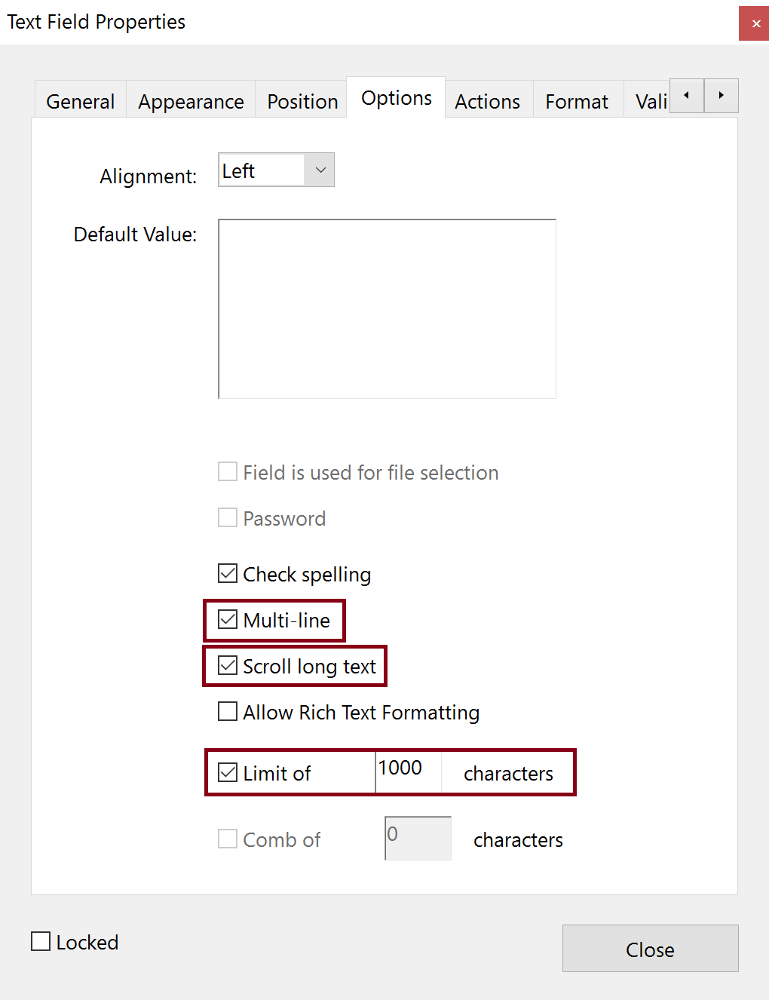 Text Field Properties
General Appearance Position Options Actions Format Vali
Alignment: Left
Default Value:
Field is used for file selection
Password
Check spelling
Multi-line
Scroll long text
Allow Rich Text Formatting
Limit of 1000 characters
Comb of 0 characters
Locked Close